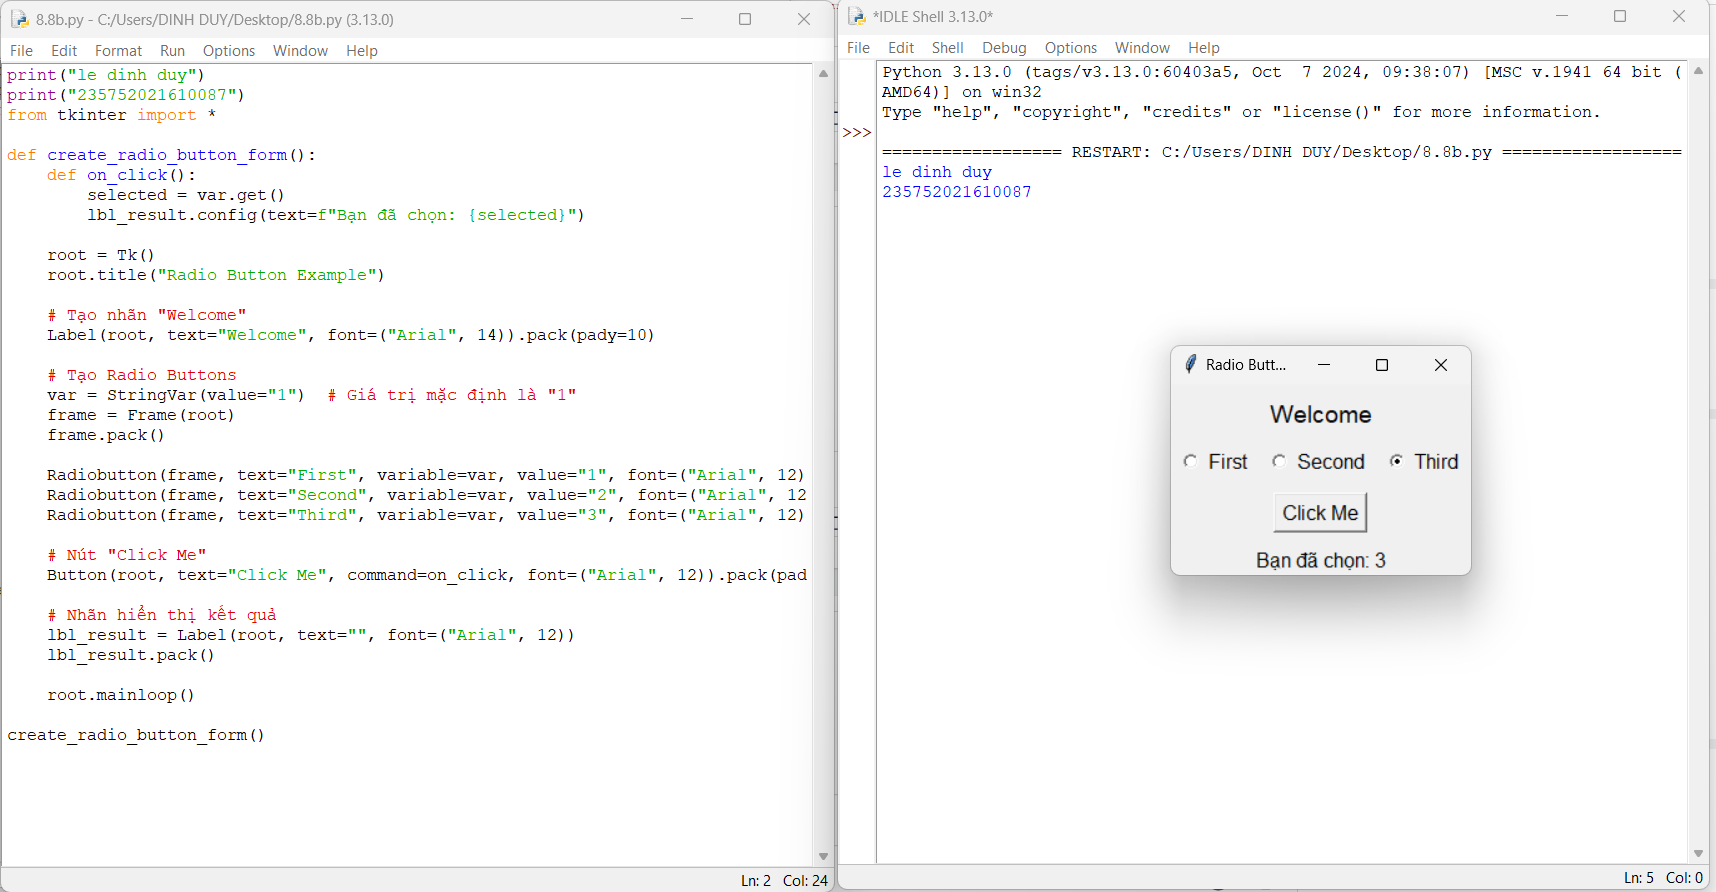 8.8b.py - C:/Users/DINH DUY/Desktop/8.8b.py (3.13.0)
File Edit Format Run Options Window Help
print("le dinh duy")
print("235752021610087")
from tkinter import *
def create_radio_button_form():
    def on_click():
        selected = var.get()
        lbl_result.config(text=f"Bạn đã chọn: {selected}")
    root = Tk()
    root.title("Radio Button Example")
    # Tạo nhãn "Welcome"
    Label(root, text="Welcome", font=("Arial", 14)).pack(pady=10)
    # Tạo Radio Buttons
    var = StringVar(value="1")  # Giá trị mặc định là "1"
    frame = Frame(root)
    frame.pack()
    Radiobutton(frame, text="First", variable=var, value="1", font=("Arial", 12)
    Radiobutton(frame, text="Second", variable=var, value="2", font=("Arial", 12
    Radiobutton(frame, text="Third", variable=var, value="3", font=("Arial", 12)
    # Nút "Click Me"
    Button(root, text="Click Me", command=on_click, font=("Arial", 12)).pack(pad
    # Nhãn hiển thị kết quả
    lbl_result = Label(root, text="", font=("Arial", 12))
    lbl_result.pack()
    root.mainloop()
create_radio_button_form()
Ln: 2 Col: 24
*IDLE Shell 3.13.0*
File Edit Shell Debug Options Window Help
Python 3.13.0 (tags/v3.13.0:60403a5, Oct  7 2024, 09:38:07) [MSC v.1941 64 bit (
AMD64)] on win32
Type "help", "copyright", "credits" or "license()" for more information.
>>>
================== RESTART: C:/Users/DINH DUY/Desktop/8.8b.py ==================
le dinh duy
235752021610087
Radio Butt...
Welcome
First Second Third
Click Me
Bạn đã chọn: 3
Ln: 5 Col: 0